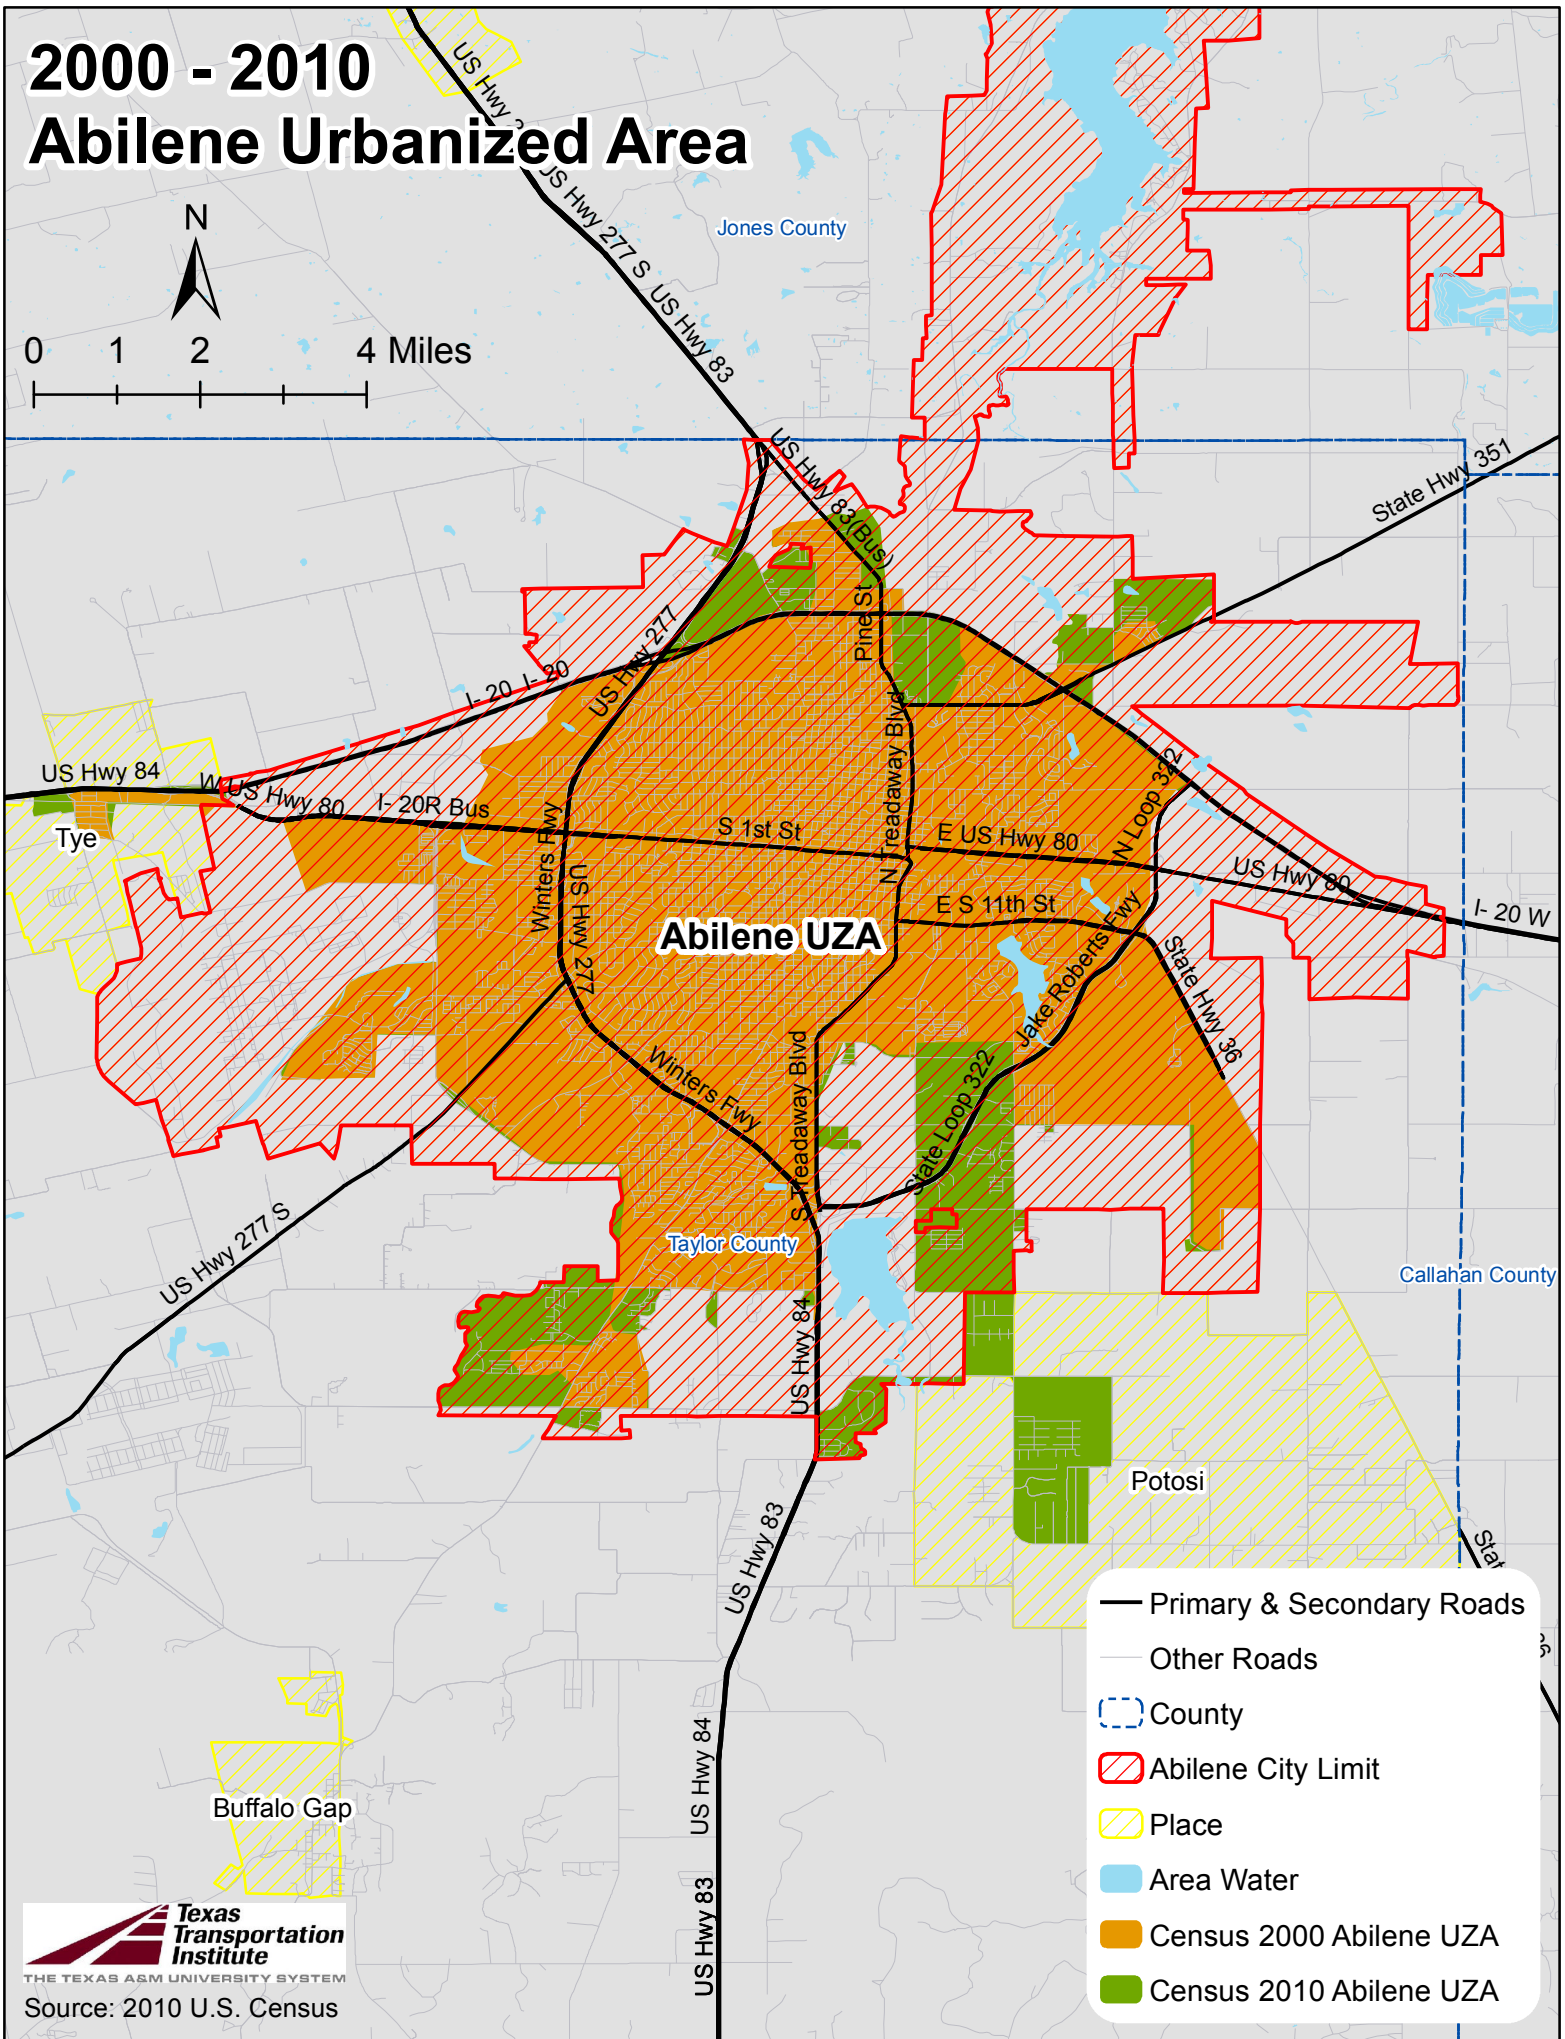 2000 - 2010
Abilene Urbanized Area
N
0 1 2 4 Miles
US Hwy 277 S
US Hwy 83
Jones County
US Hwy 83(Bus)
State Hwy 351
Pine St
US Hwy 277
I- 20 I- 20
US Hwy 84
W US Hwy 80
I- 20R Bus
Tye
Winters Fwy
US Hwy 277
S 1st St
N Treadaway Blvd
E US Hwy 80
N Loop 322
US Hwy 80
I- 20 W
E S 11th St
Abilene UZA
Jake Roberts Fwy
State Hwy 36
Winters Fwy
S Treadaway Blvd
State Loop 322
US Hwy 277 S
Taylor County
Callahan County
US Hwy 84
Potosi
US Hwy 83
Buffalo Gap
US Hwy 84
US Hwy 83
Primary & Secondary Roads
Other Roads
County
Abilene City Limit
Place
Area Water
Census 2000 Abilene UZA
Census 2010 Abilene UZA
Texas
Transportation
Institute
THE TEXAS A&M UNIVERSITY SYSTEM
Source: 2010 U.S. Census